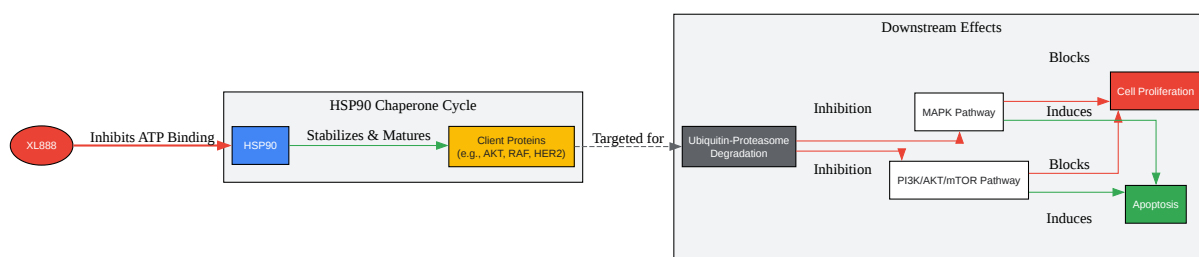 Downstream Effects
Blocks
HSP90 Chaperone Cycle
Cell Proliferation
Inhibition
MAPK Pathway
Induces
XL888
Inhibits ATP Binding
HSP90
Stabilizes & Matures
Client Proteins
(e.g., AKT, RAF, HER2)
Targeted for
Ubiquitin-Proteasome
Degradation
Inhibition
PI3K/AKT/mTOR Pathway
Blocks
Apoptosis
Induces